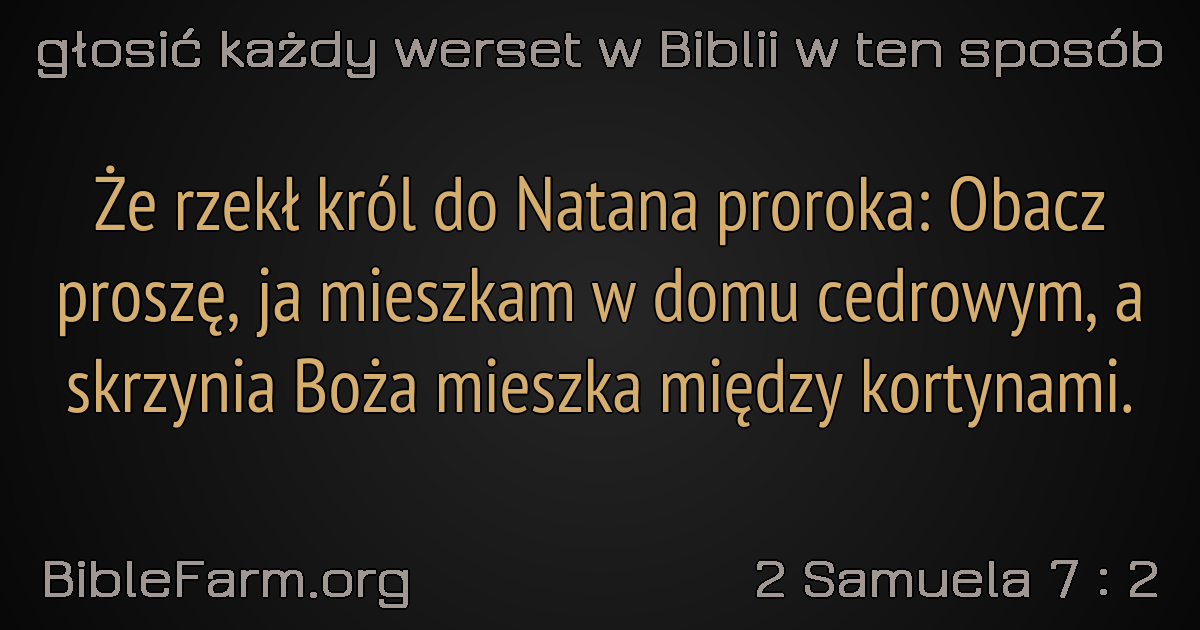 głosić każdy werset w Biblii w ten sposób
Że rzekł król do Natana proroka: Obacz
proszę, ja mieszkam w domu cedrowym, a
skrzynia Boża mieszka między kortynami.
BibleFarm.org
2 Samuela 7 : 2